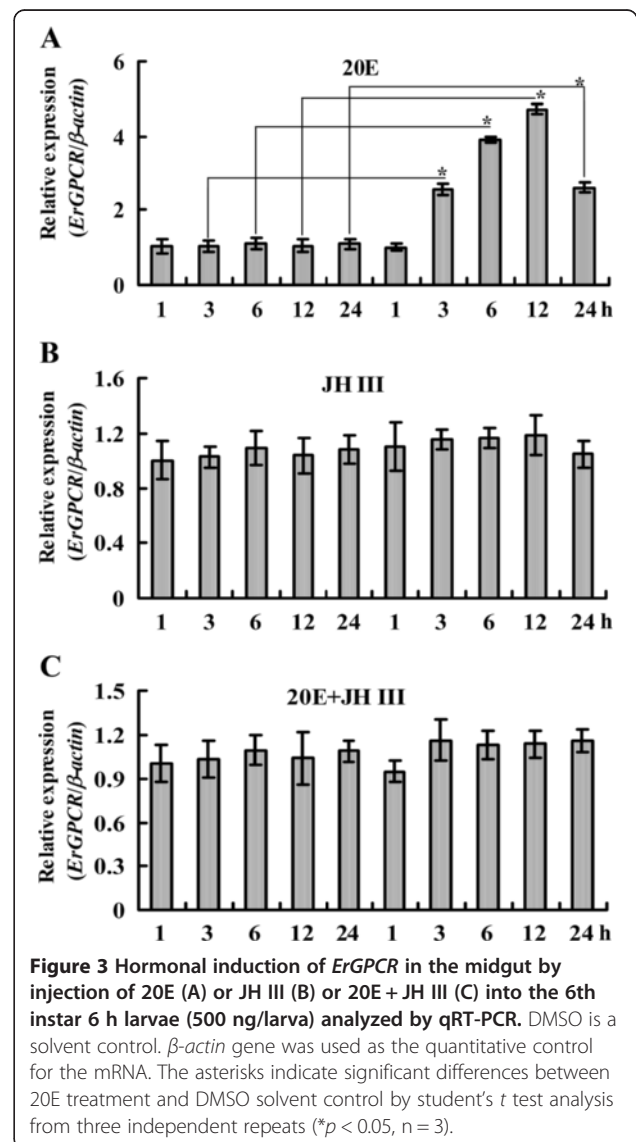 A
20E
Relative expression
(ErGPCR/β-actin)
6
4
2
0
*
*
*
*
1 3 6 12 24 1 3 6 12 24 h
B
JH III
Relative expression
(ErGPCR/β-actin)
1.6
1.2
0.8
0.4
0
1 3 6 12 24 1 3 6 12 24 h
C
20E+JH III
Relative expression
(ErGPCR/β-actin)
1.5
1.2
0.9
0.6
0.3
0
1 3 6 12 24 1 3 6 12 24 h
Figure 3 Hormonal induction of ErGPCR in the midgut by
injection of 20E (A) or JH III (B) or 20E + JH III (C) into the 6th
instar 6 h larvae (500 ng/larva) analyzed by qRT-PCR. DMSO is a
solvent control. β-actin gene was used as the quantitative control
for the mRNA. The asterisks indicate significant differences between
20E treatment and DMSO solvent control by student's t test analysis
from three independent repeats (*p < 0.05, n = 3).